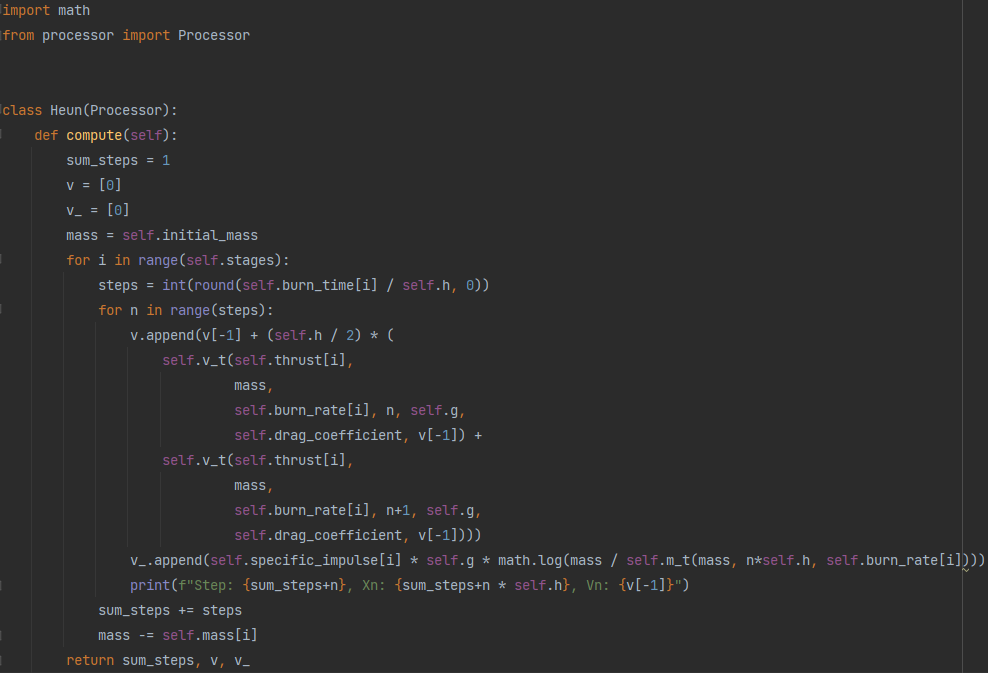 import math
from processor import Processor
class Heun(Processor):
    def compute(self):
        sum_steps = 1
        v = [0]
        v_ = [0]
        mass = self.initial_mass
        for i in range(self.stages):
            steps = int(round(self.burn_time[i] / self.h, 0))
            for n in range(steps):
                v.append(v[-1] + (self.h / 2) * (
                    self.v_t(self.thrust[i],
                             mass,
                             self.burn_rate[i], n, self.g,
                             self.drag_coefficient, v[-1]) +
                    self.v_t(self.thrust[i],
                             mass,
                             self.burn_rate[i], n+1, self.g,
                             self.drag_coefficient, v[-1])))
                v_.append(self.specific_impulse[i] * self.g * math.log(mass / self.m_t(mass, n*self.h, self.burn_rate[i])))
                print(f"Step: {sum_steps+n}, Xn: {sum_steps+n * self.h}, Vn: {v[-1]}")
            sum_steps += steps
            mass -= self.mass[i]
        return sum_steps, v, v_